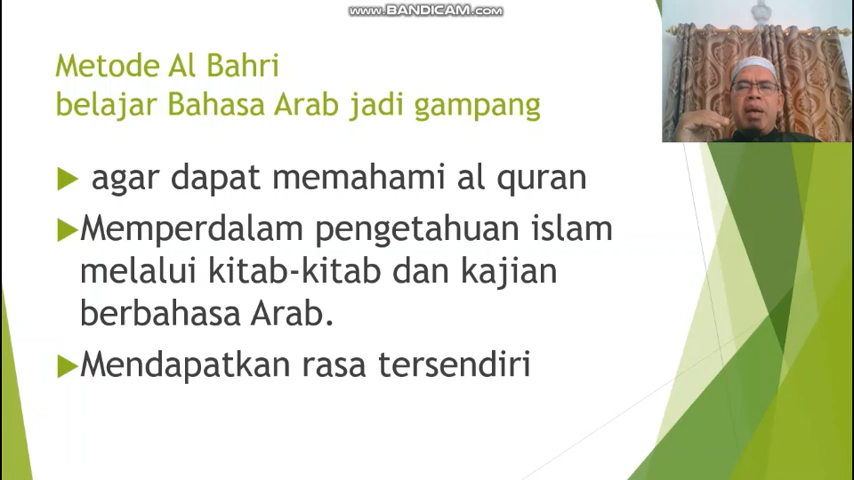 www.BANDICAM.com
Metode Al Bahri
belajar Bahasa Arab jadi gampang
agar dapat memahami al quran
Memperdalam pengetahuan islam
melalui kitab-kitab dan kajian
berbahasa Arab.
Mendapatkan rasa tersendiri